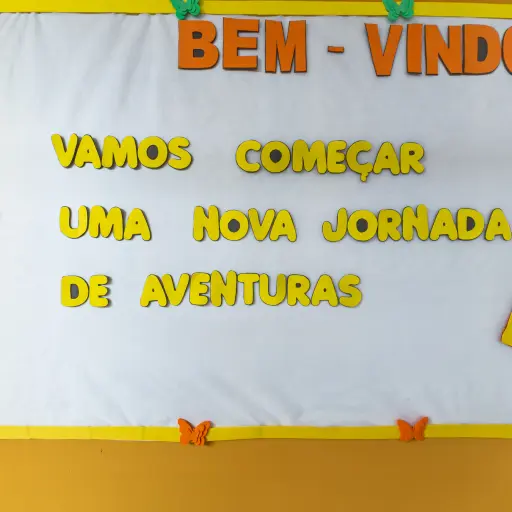 BEM - VINDO
VAMOS COMEÇAR
UMA NOVA JORNADA
DE AVENTURAS